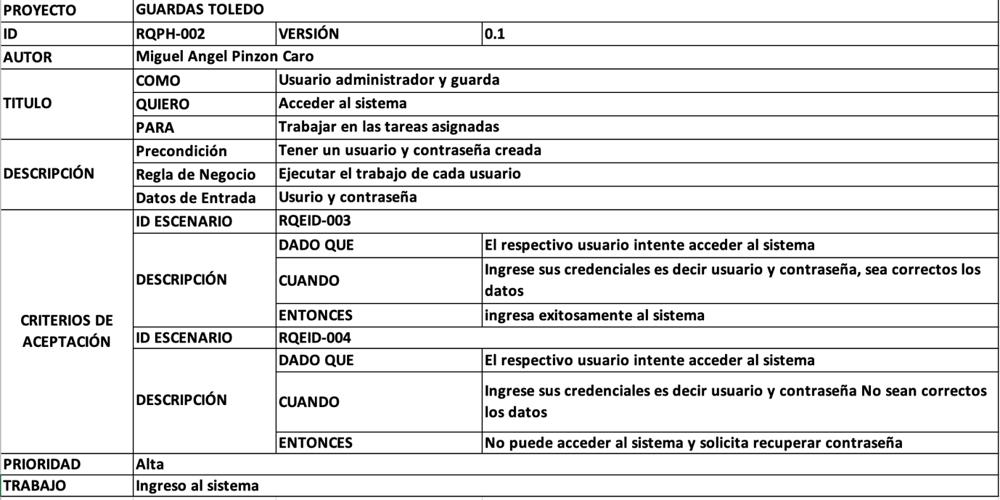 PROYECTO GUARDAS TOLEDO
ID RQPH-002 VERSIÓN 0.1
AUTOR Miguel Angel Pinzon Caro
TITULO
COMO Usuario administrador y guarda
QUIERO Acceder al sistema
PARA Trabajar en las tareas asignadas
DESCRIPCIÓN
Precondición Tener un usuario y contraseña creada
Regla de Negocio Ejecutar el trabajo de cada usuario
Datos de Entrada Usurio y contraseña
CRITERIOS DE
ACEPTACIÓN
ID ESCENARIO RQEID-003
DESCRIPCIÓN
DADO QUE El respectivo usuario intente acceder al sistema
CUANDO Ingrese sus credenciales es decir usuario y contraseña, sea correctos los
datos
ENTONCES ingresa exitosamente al sistema
ID ESCENARIO RQEID-004
DESCRIPCIÓN
DADO QUE El respectivo usuario intente acceder al sistema
CUANDO Ingrese sus credenciales es decir usuario y contraseña No sean correctos
los datos
ENTONCES No puede acceder al sistema y solicita recuperar contraseña
PRIORIDAD Alta
TRABAJO Ingreso al sistema